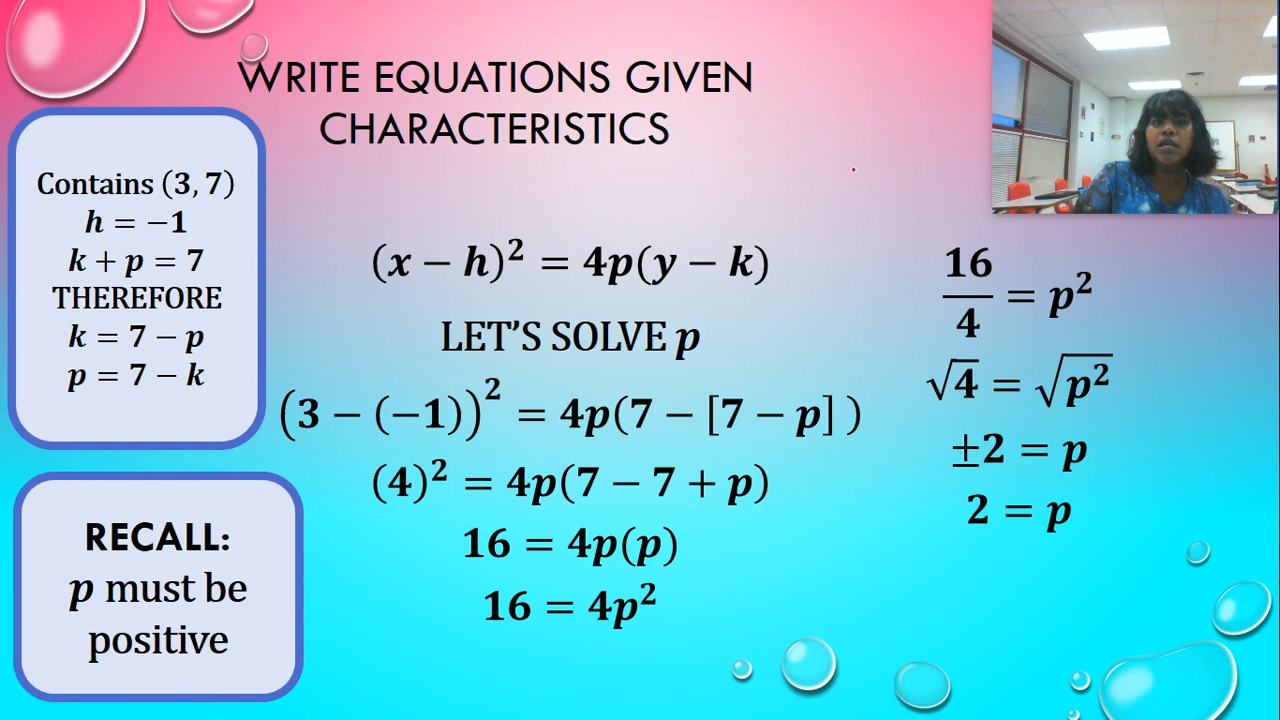 WRITE EQUATIONS GIVEN
CHARACTERISTICS
Contains (3, 7)
h = −1
k + p = 7
THEREFORE
k = 7 − p
p = 7 − k
RECALL:
p must be
positive
(x − h)² = 4p(y − k)
LET'S SOLVE p
(3 − (−1))² = 4p(7 − [7 − p] )
(4)² = 4p(7 − 7 + p)
16 = 4p(p)
16 = 4p²
16/4 = p²
√4 = √p²
±2 = p
2 = p